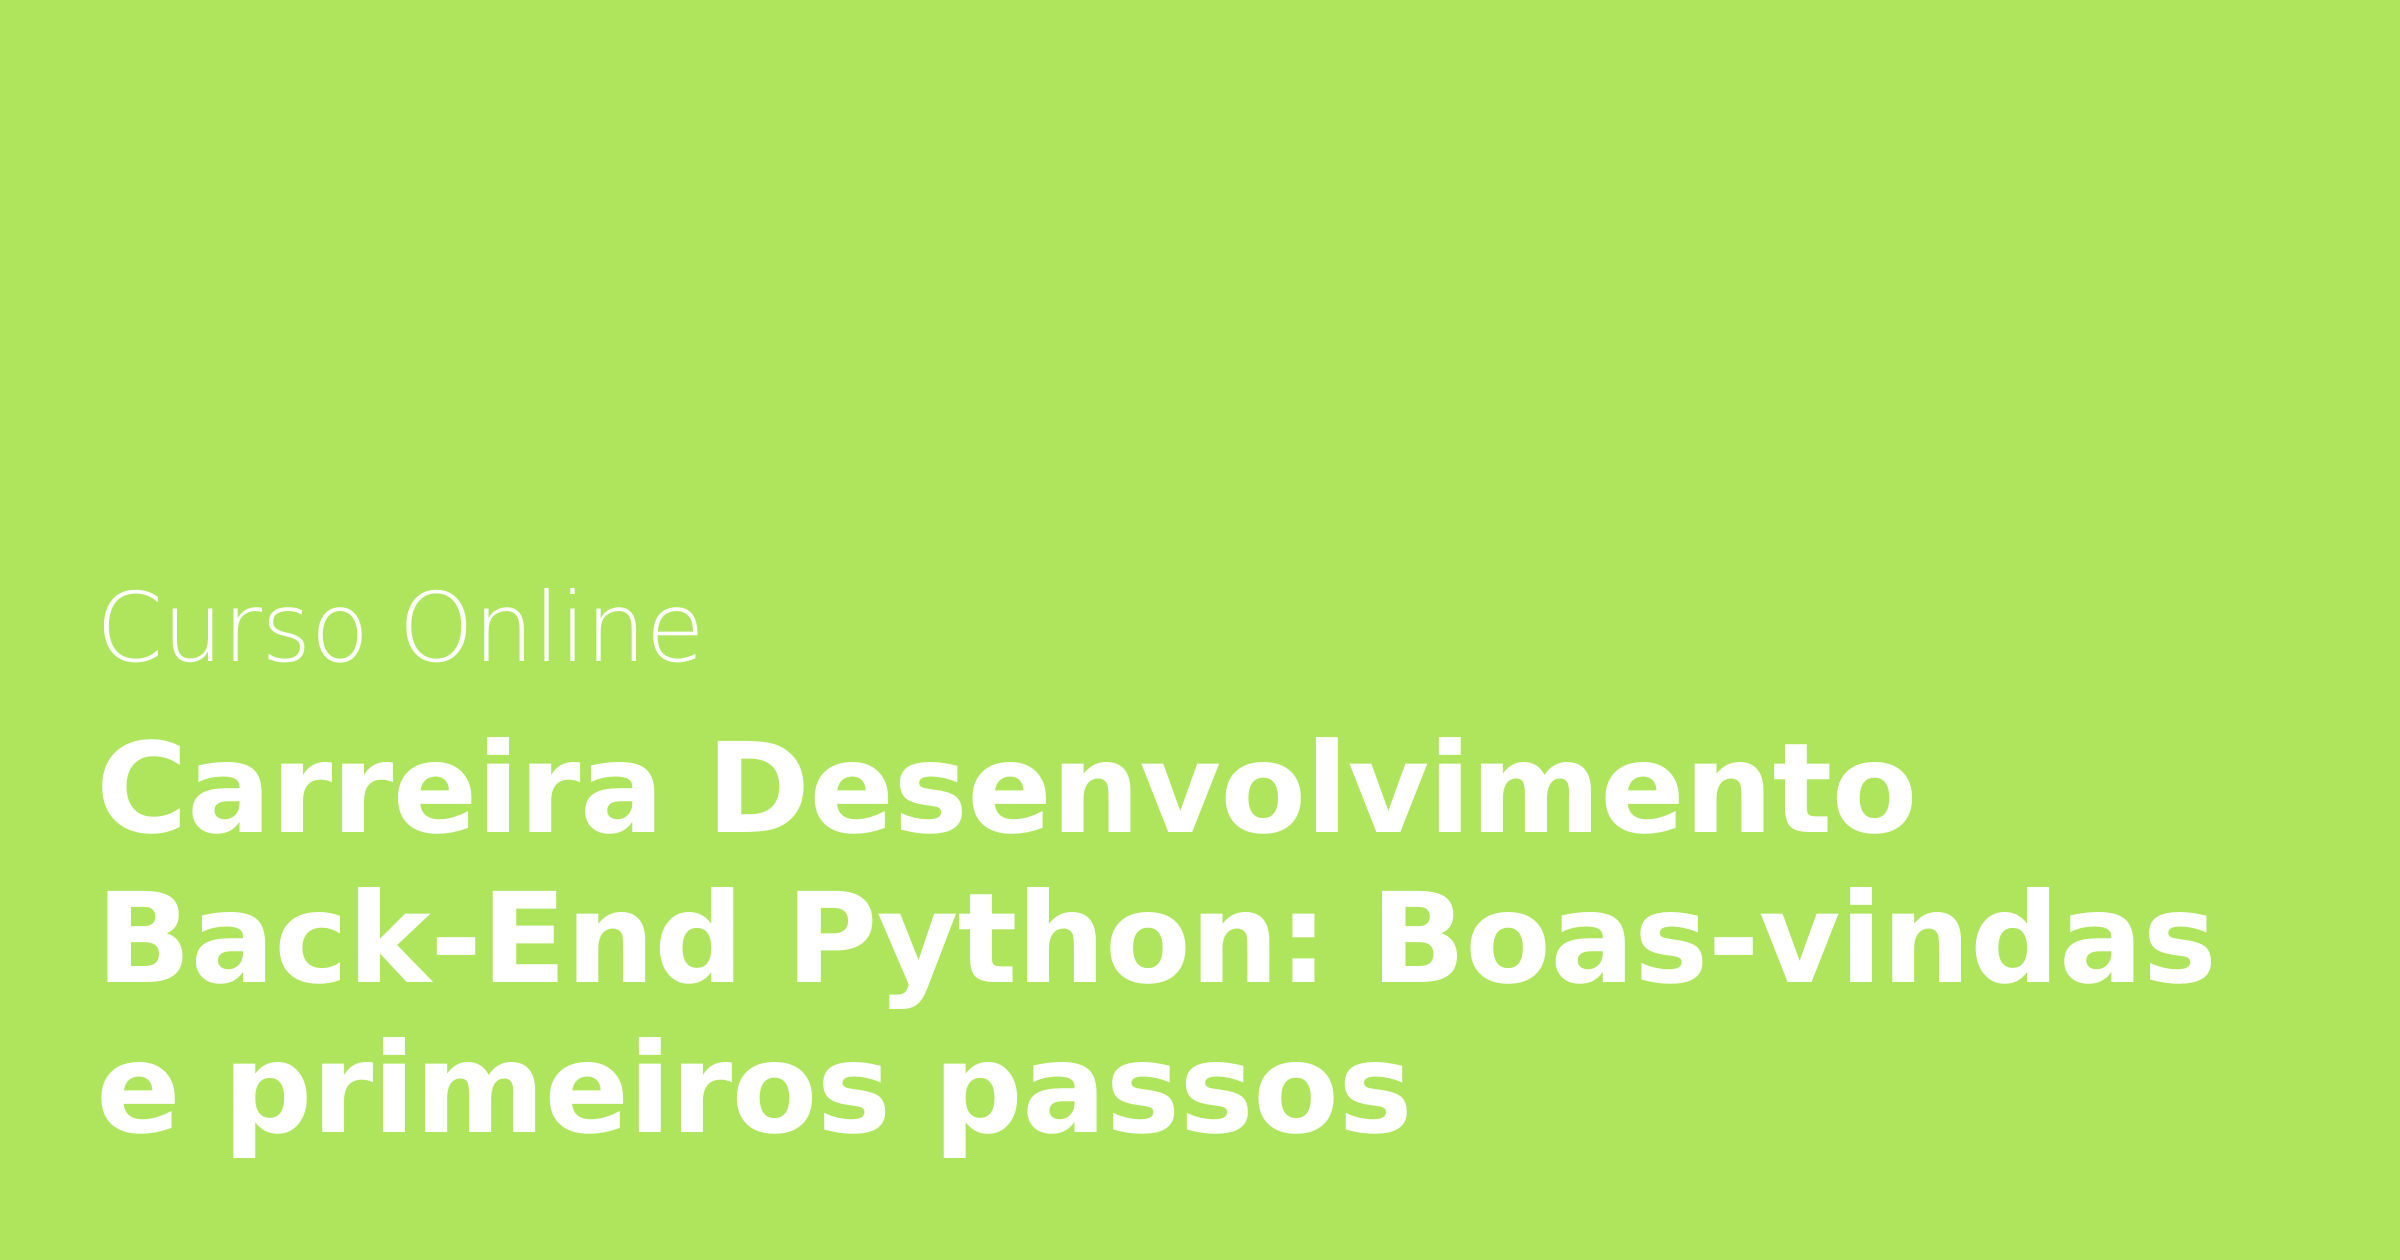 Curso Online
Carreira Desenvolvimento
Back-End Python: Boas-vindas
e primeiros passos